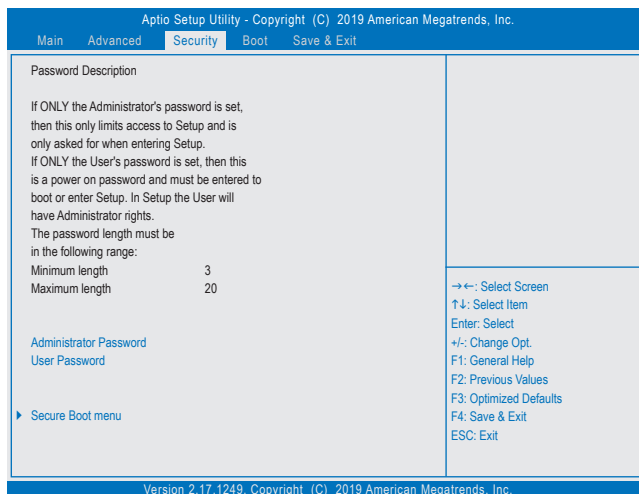 Aptio Setup Utility - Copyright (C) 2019 American Megatrends, Inc.
Main Advanced Security Boot Save & Exit
Password Description
If ONLY the Administrator's password is set,
then this only limits access to Setup and is
only asked for when entering Setup.
If ONLY the User's password is set, then this
is a power on password and must be entered to
boot or enter Setup. In Setup the User will
have Administrator rights.
The password length must be
in the following range:
Minimum length 3
Maximum length 20
Administrator Password
User Password
Secure Boot menu
→←: Select Screen
↑↓: Select Item
Enter: Select
+/-: Change Opt.
F1: General Help
F2: Previous Values
F3: Optimized Defaults
F4: Save & Exit
ESC: Exit
Version 2.17.1249. Copyright (C) 2019 American Megatrends, Inc.